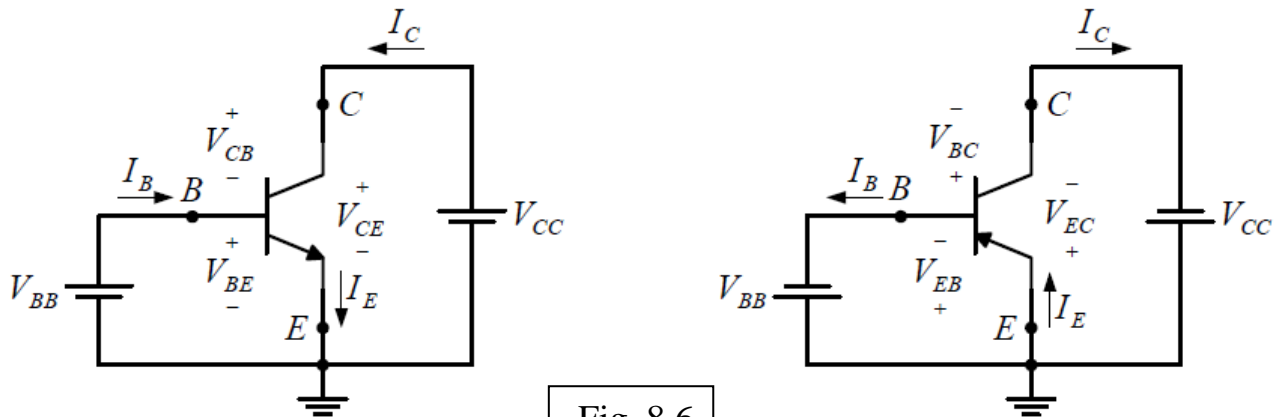 I_C
C
+
V_CB
−
I_B
B
+
V_CE
−
V_CC
+
V_BE
−
V_BB
I_E
E
I_C
C
−
V_BC
+
I_B
B
−
V_EC
+
V_CC
−
V_EB
+
V_BB
I_E
E
Fig. 8.6